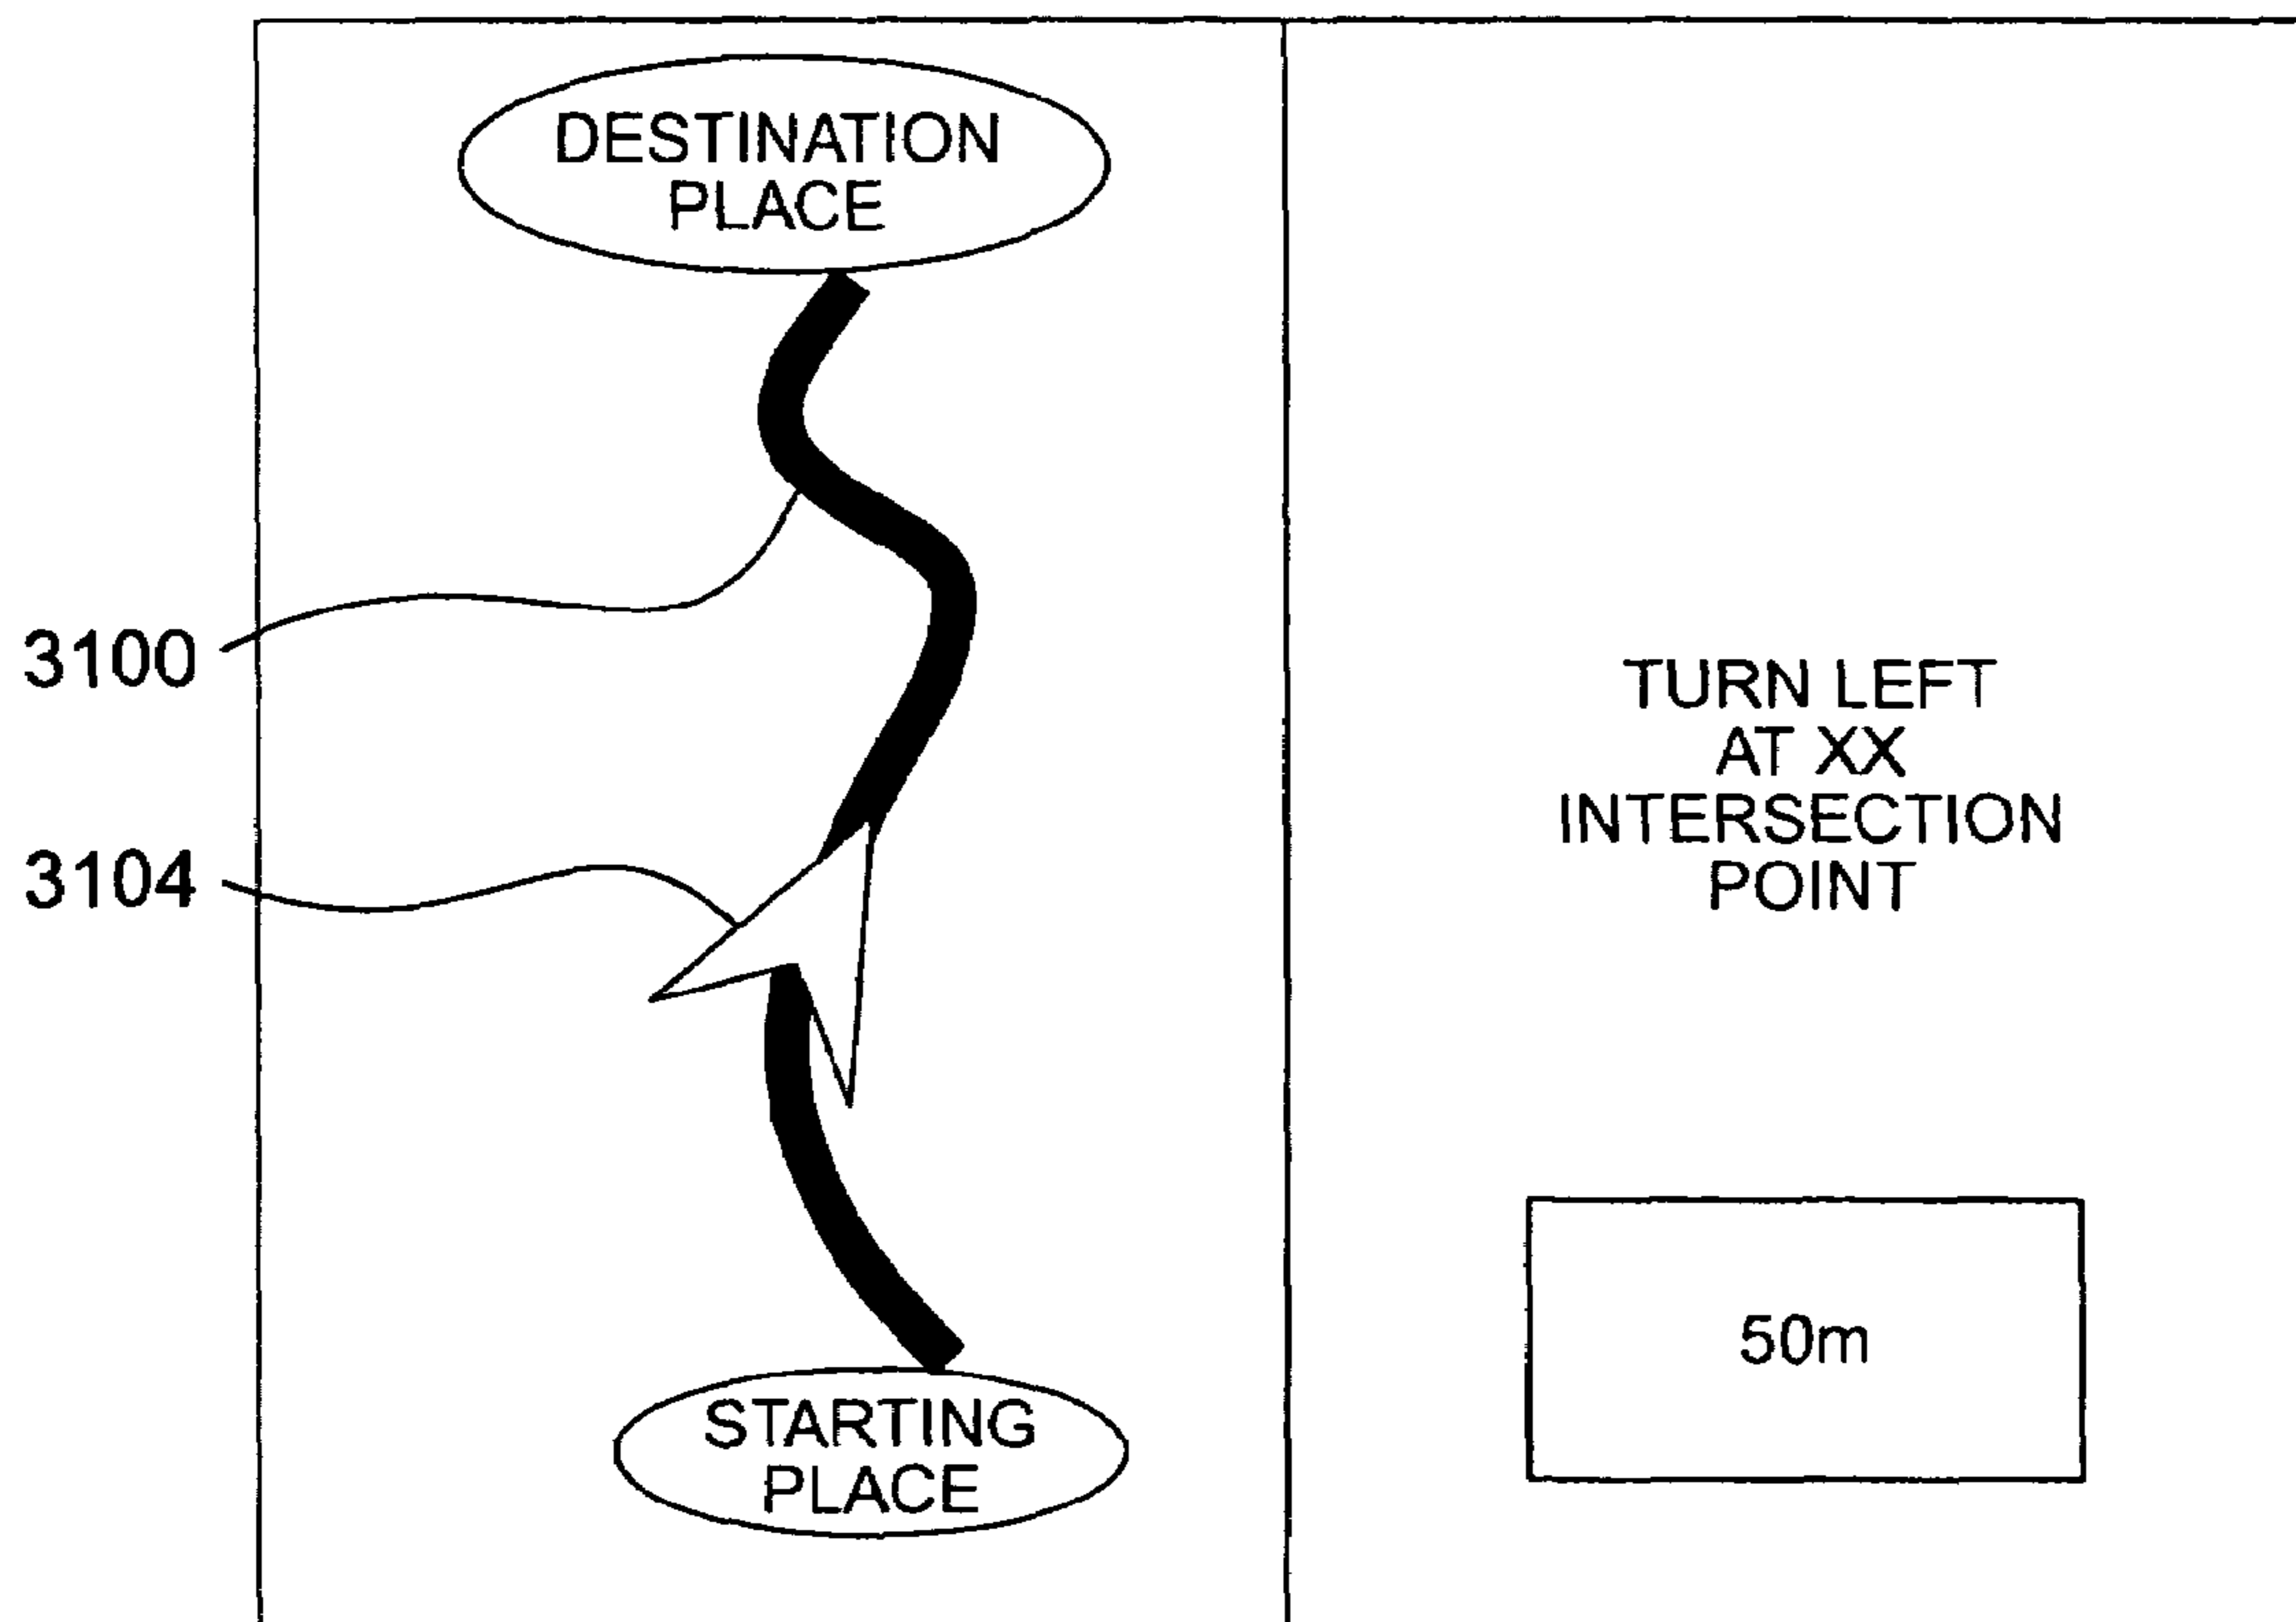 DESTINATION
PLACE
3100
3104
STARTING
PLACE
TURN LEFT
AT XX
INTERSECTION
POINT
50m